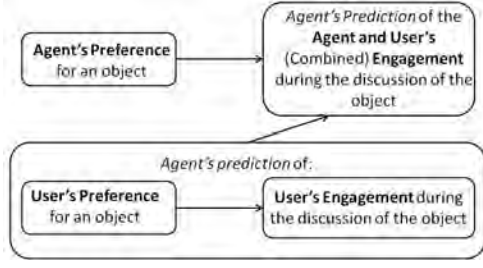 Agent's Preference
for an object
Agent's Prediction of the
Agent and User's
(Combined) Engagement
during the discussion of the
object
Agent's prediction of:
User's Preference
for an object
User's Engagement during
the discussion of the object